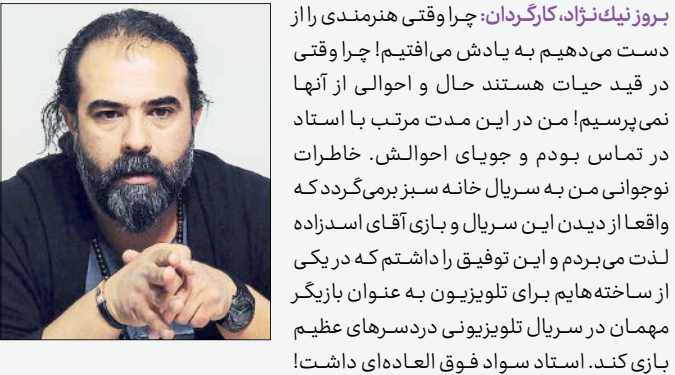 بروز نیك‌نژاد، کارگردان: چرا وقتی هنرمندی را از
دست می‌دهیم به یادش می‌افتیم! چرا وقتی
در قید حیات هستند حال و احوالی از آنها
نمی‌پرسیم! من در این مدت مرتب با استاد
در تماس بودم و جویای احوالش. خاطرات
نوجوانی من به سریال خانه سبز برمی‌گردد که
واقعا از دیدن این سریال و بازی آقای اسدزاده
لذت می‌بردم و این توفیق را داشتم که در یکی
از ساخته‌هایم برای تلویزیون به عنوان بازیگر
مهمان در سریال تلویزیونی دردسرهای عظیم
بازی کند. استاد سواد فوق العاده‌ای داشت!